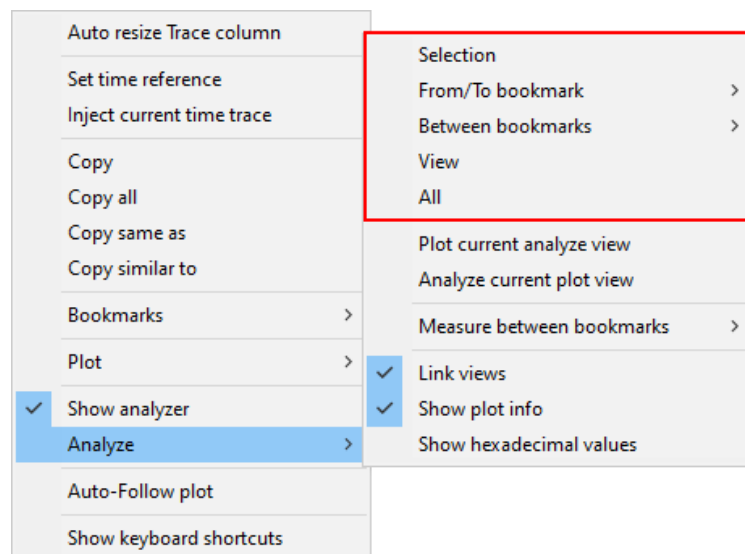 Auto resize Trace column
Set time reference
Inject current time trace
Copy
Copy all
Copy same as
Copy similar to
Bookmarks
Plot
Show analyzer
Analyze
Auto-Follow plot
Show keyboard shortcuts
Selection
From/To bookmark
Between bookmarks
View
All
Plot current analyze view
Analyze current plot view
Measure between bookmarks
Link views
Show plot info
Show hexadecimal values